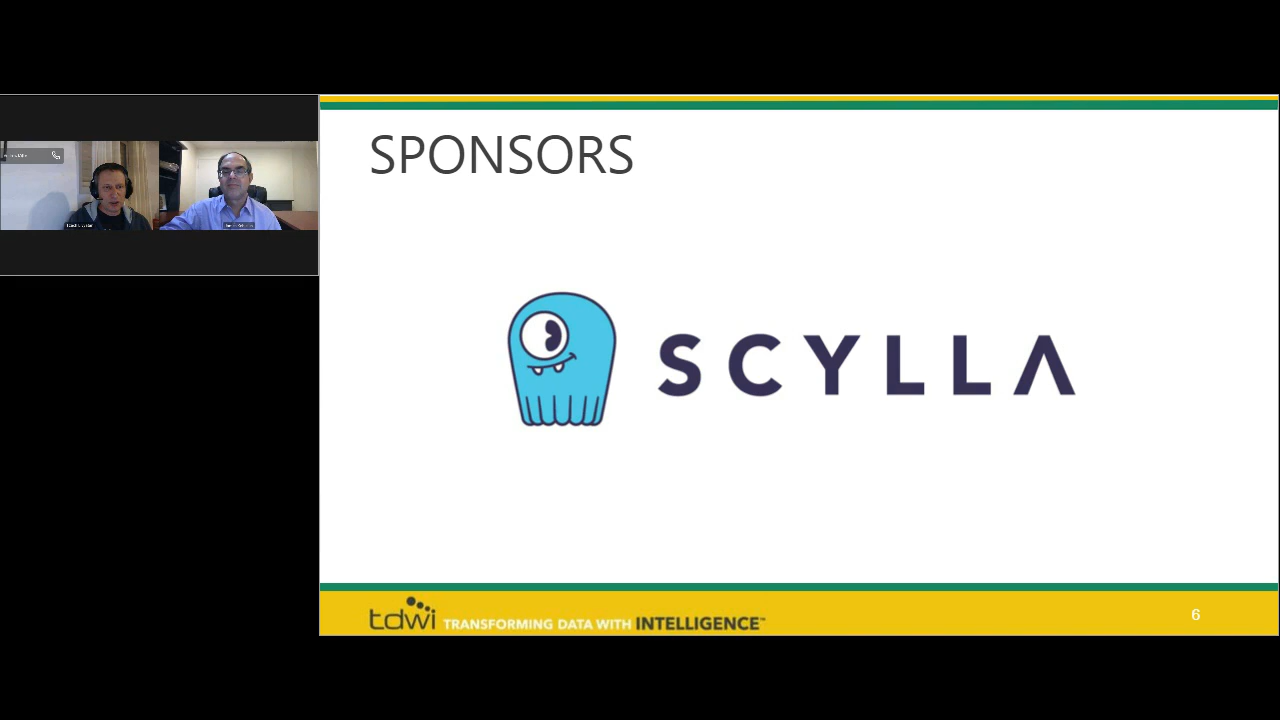 SPONSORS
SCYLLA
tdwi TRANSFORMING DATA WITH INTELLIGENCE™
6